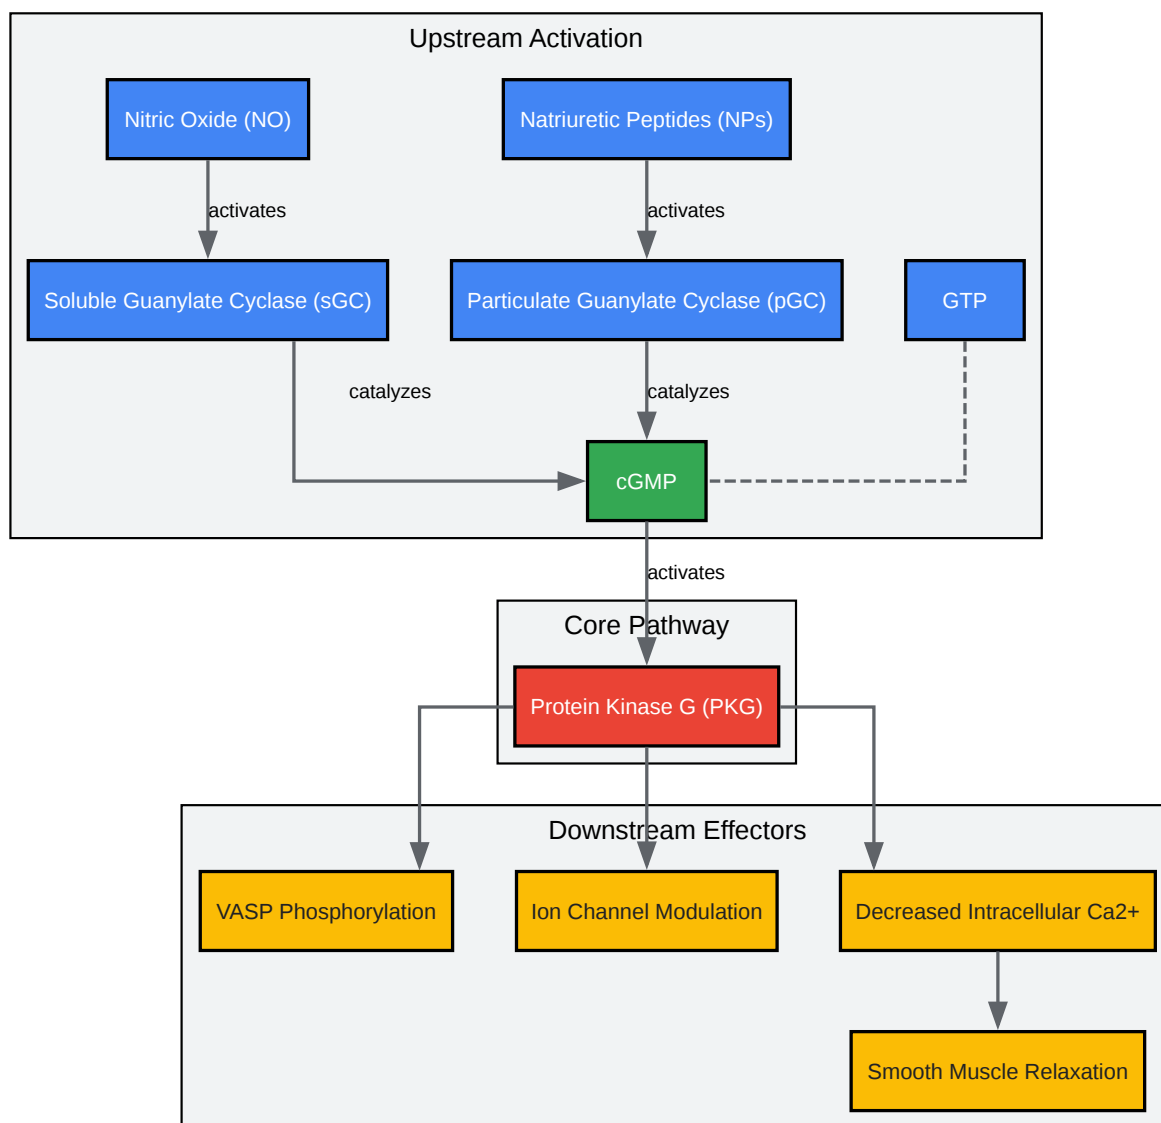 Upstream Activation
Nitric Oxide (NO)
Natriuretic Peptides (NPs)
activates
activates
Soluble Guanylate Cyclase (sGC)
Particulate Guanylate Cyclase (pGC)
GTP
catalyzes
catalyzes
cGMP
activates
Core Pathway
Protein Kinase G (PKG)
Downstream Effectors
VASP Phosphorylation
Ion Channel Modulation
Decreased Intracellular Ca2+
Smooth Muscle Relaxation